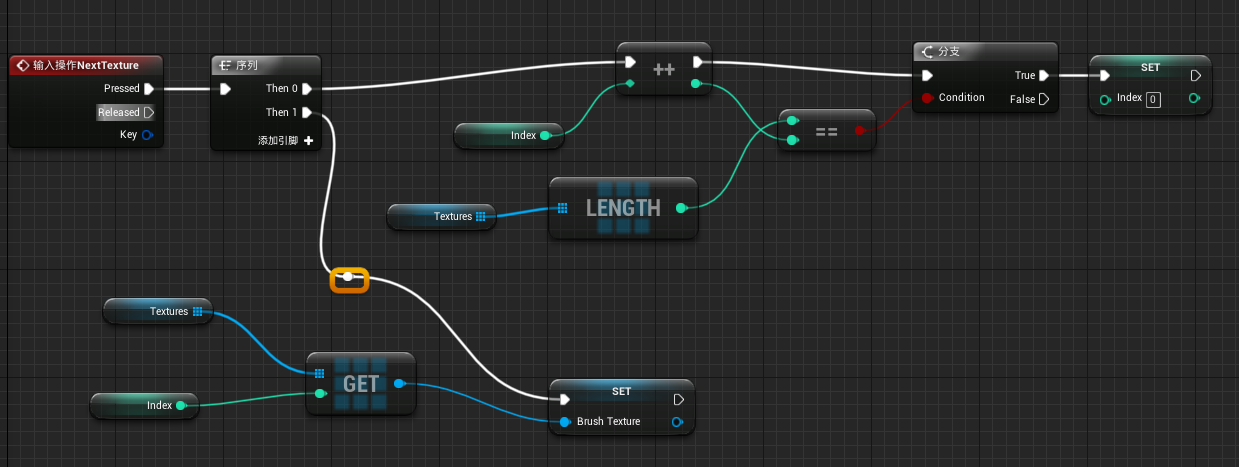 输入操作NextTexture
Pressed
Released
Key
序列
Then 0
Then 1
添加引脚
++
Index
==
分支
True
Condition
False
SET
Index 0
Textures
LENGTH
Textures
GET
Index
SET
Brush Texture